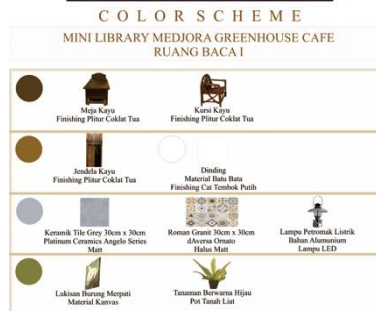 COLOR SCHEME
MINI LIBRARY MEDJORA GREENHOUSE CAFE
RUANG BACA I
Meja Kayu
Finishing Plitur Coklat Tua
Kursi Kayu
Finishing Plitur Coklat Tua
Jendela Kayu
Finishing Plitur Coklat Tua
Dinding
Material Batu Bata
Finishing Cat Tembok Putih
Keramik Tile Grey 30cm x 30cm
Platinum Ceramics Angelo Series
Matt
Roman Granit 30cm x 30cm
dAversa Ornato
Halus Matt
Lampu Petromak Listrik
Bahan Alumunium
Lampu LED
Lukisan Burung Merpati
Material Kanvas
Tanaman Berwarna Hijau
Pot Tanah Liat